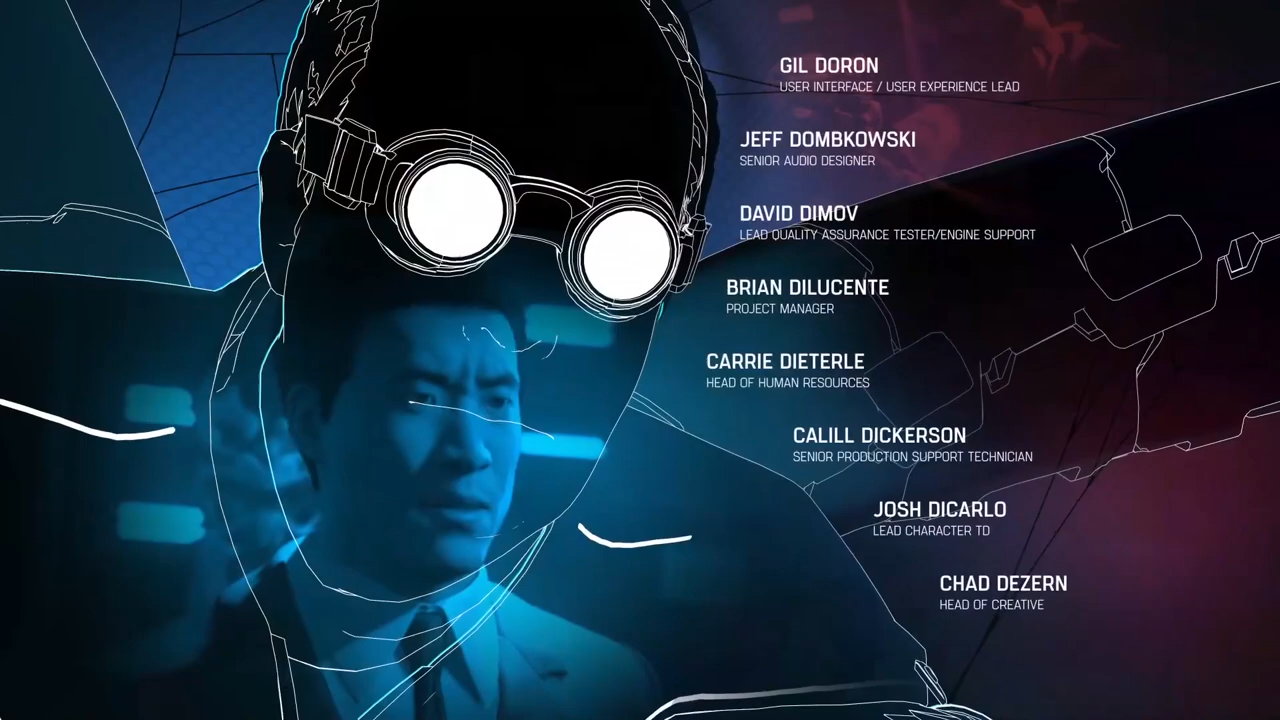 GIL DORON
USER INTERFACE / USER EXPERIENCE LEAD
JEFF DOMBKOWSKI
SENIOR AUDIO DESIGNER
DAVID DIMOV
LEAD QUALITY ASSURANCE TESTER/ENGINE SUPPORT
BRIAN DILUCENTE
PROJECT MANAGER
CARRIE DIETERLE
HEAD OF HUMAN RESOURCES
CALILL DICKERSON
SENIOR PRODUCTION SUPPORT TECHNICIAN
JOSH DICARLO
LEAD CHARACTER TD
CHAD DEZERN
HEAD OF CREATIVE